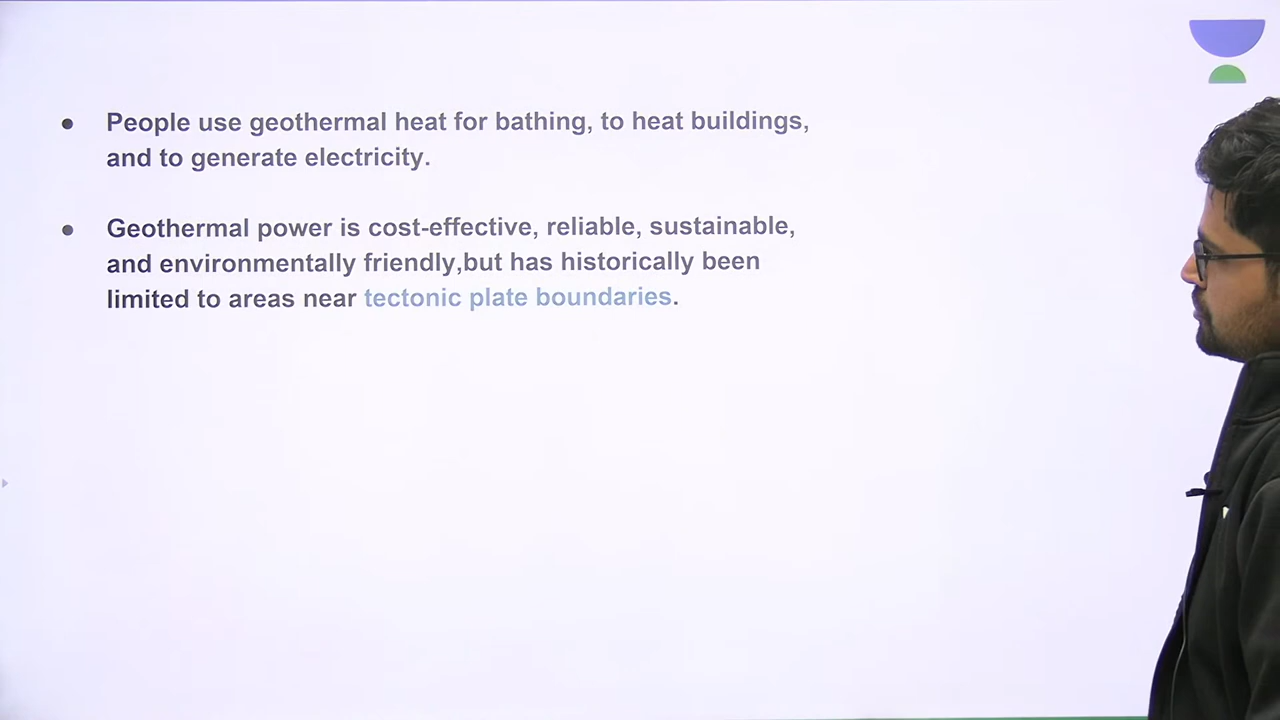 People use geothermal heat for bathing, to heat buildings,
and to generate electricity.
Geothermal power is cost-effective, reliable, sustainable,
and environmentally friendly,but has historically been
limited to areas near tectonic plate boundaries.